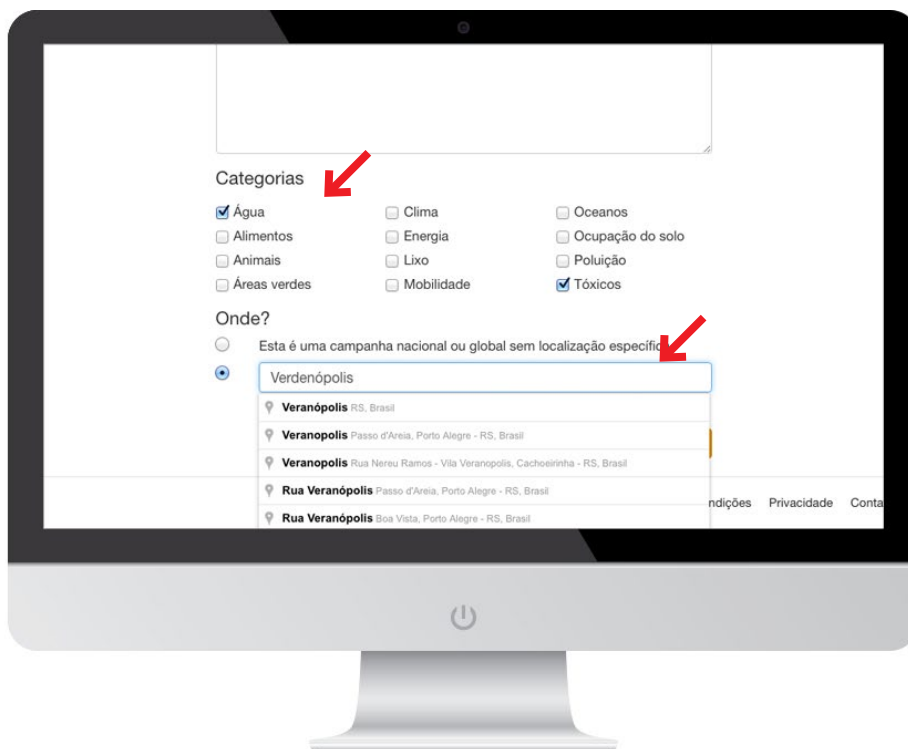 Categorias
Água Clima Oceanos
Alimentos Energia Ocupação do solo
Animais Lixo Poluição
Áreas verdes Mobilidade Tóxicos
Onde?
Esta é uma campanha nacional ou global sem localização específic
Verdenópolis
Veranópolis RS, Brasil
Veranopolis Passo d'Areia, Porto Alegre - RS, Brasil
Veranopolis Rua Nereu Ramos - Vila Veranopolis, Cachoeirinha - RS, Brasil
Rua Veranópolis Passo d'Areia, Porto Alegre - RS, Brasil
ndições Privacidade Conta
Rua Veranópolis Boa Vista, Porto Alegre - RS, Brasil